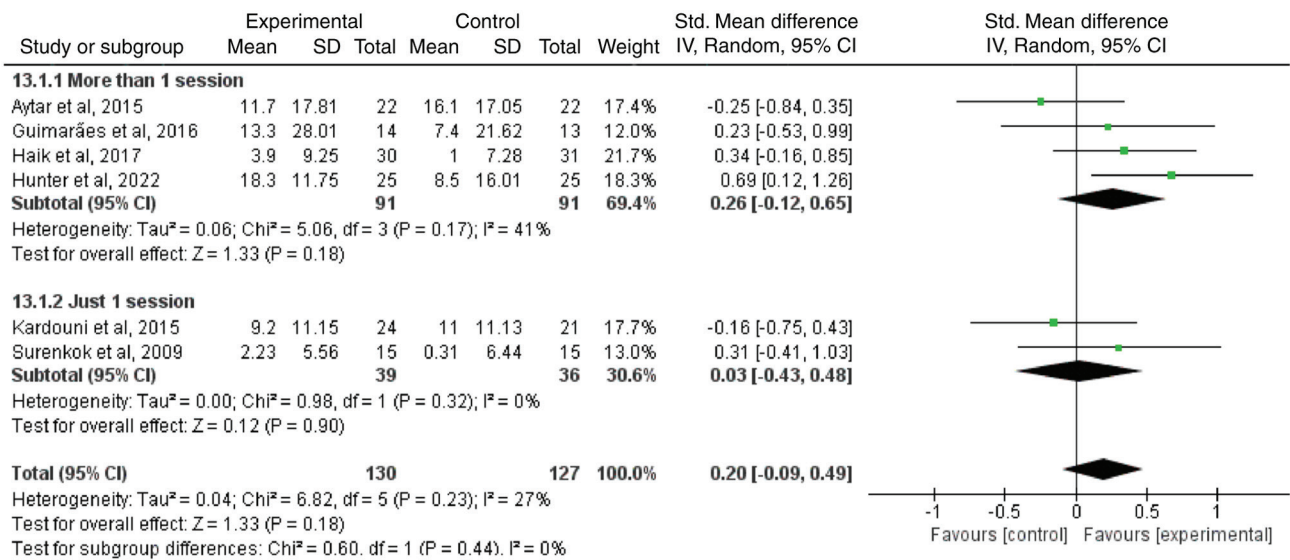 Experimental Control Std. Mean difference Std. Mean difference
Study or subgroup Mean SD Total Mean SD Total Weight IV, Random, 95% CI IV, Random, 95% CI
13.1.1 More than 1 session
Aytar et al, 2015 11.7 17.81 22 16.1 17.05 22 17.4% -0.25 [-0.84, 0.35]
Guimarães et al, 2016 13.3 28.01 14 7.4 21.62 13 12.0% 0.23 [-0.53, 0.99]
Haik et al, 2017 3.9 9.25 30 1 7.28 31 21.7% 0.34 [-0.16, 0.85]
Hunter et al, 2022 18.3 11.75 25 8.5 16.01 25 18.3% 0.69 [0.12, 1.26]
Subtotal (95% CI) 91 91 69.4% 0.26 [-0.12, 0.65]
Heterogeneity: Tau² = 0.06; Chi² = 5.06, df = 3 (P = 0.17); I² = 41%
Test for overall effect: Z = 1.33 (P = 0.18)
13.1.2 Just 1 session
Kardouni et al, 2015 9.2 11.15 24 11 11.13 21 17.7% -0.16 [-0.75, 0.43]
Surenkok et al, 2009 2.23 5.56 15 0.31 6.44 15 13.0% 0.31 [-0.41, 1.03]
Subtotal (95% CI) 39 36 30.6% 0.03 [-0.43, 0.48]
Heterogeneity: Tau² = 0.00; Chi² = 0.98, df = 1 (P = 0.32); I² = 0%
Test for overall effect: Z = 0.12 (P = 0.90)
Total (95% CI) 130 127 100.0% 0.20 [-0.09, 0.49]
Heterogeneity: Tau² = 0.04; Chi² = 6.82, df = 5 (P = 0.23); I² = 27%
Test for overall effect: Z = 1.33 (P = 0.18)
Test for subgroup differences: Chi² = 0.60. df = 1 (P = 0.44). I² = 0%
-1 -0.5 0 0.5 1
Favours [control] Favours [experimental]